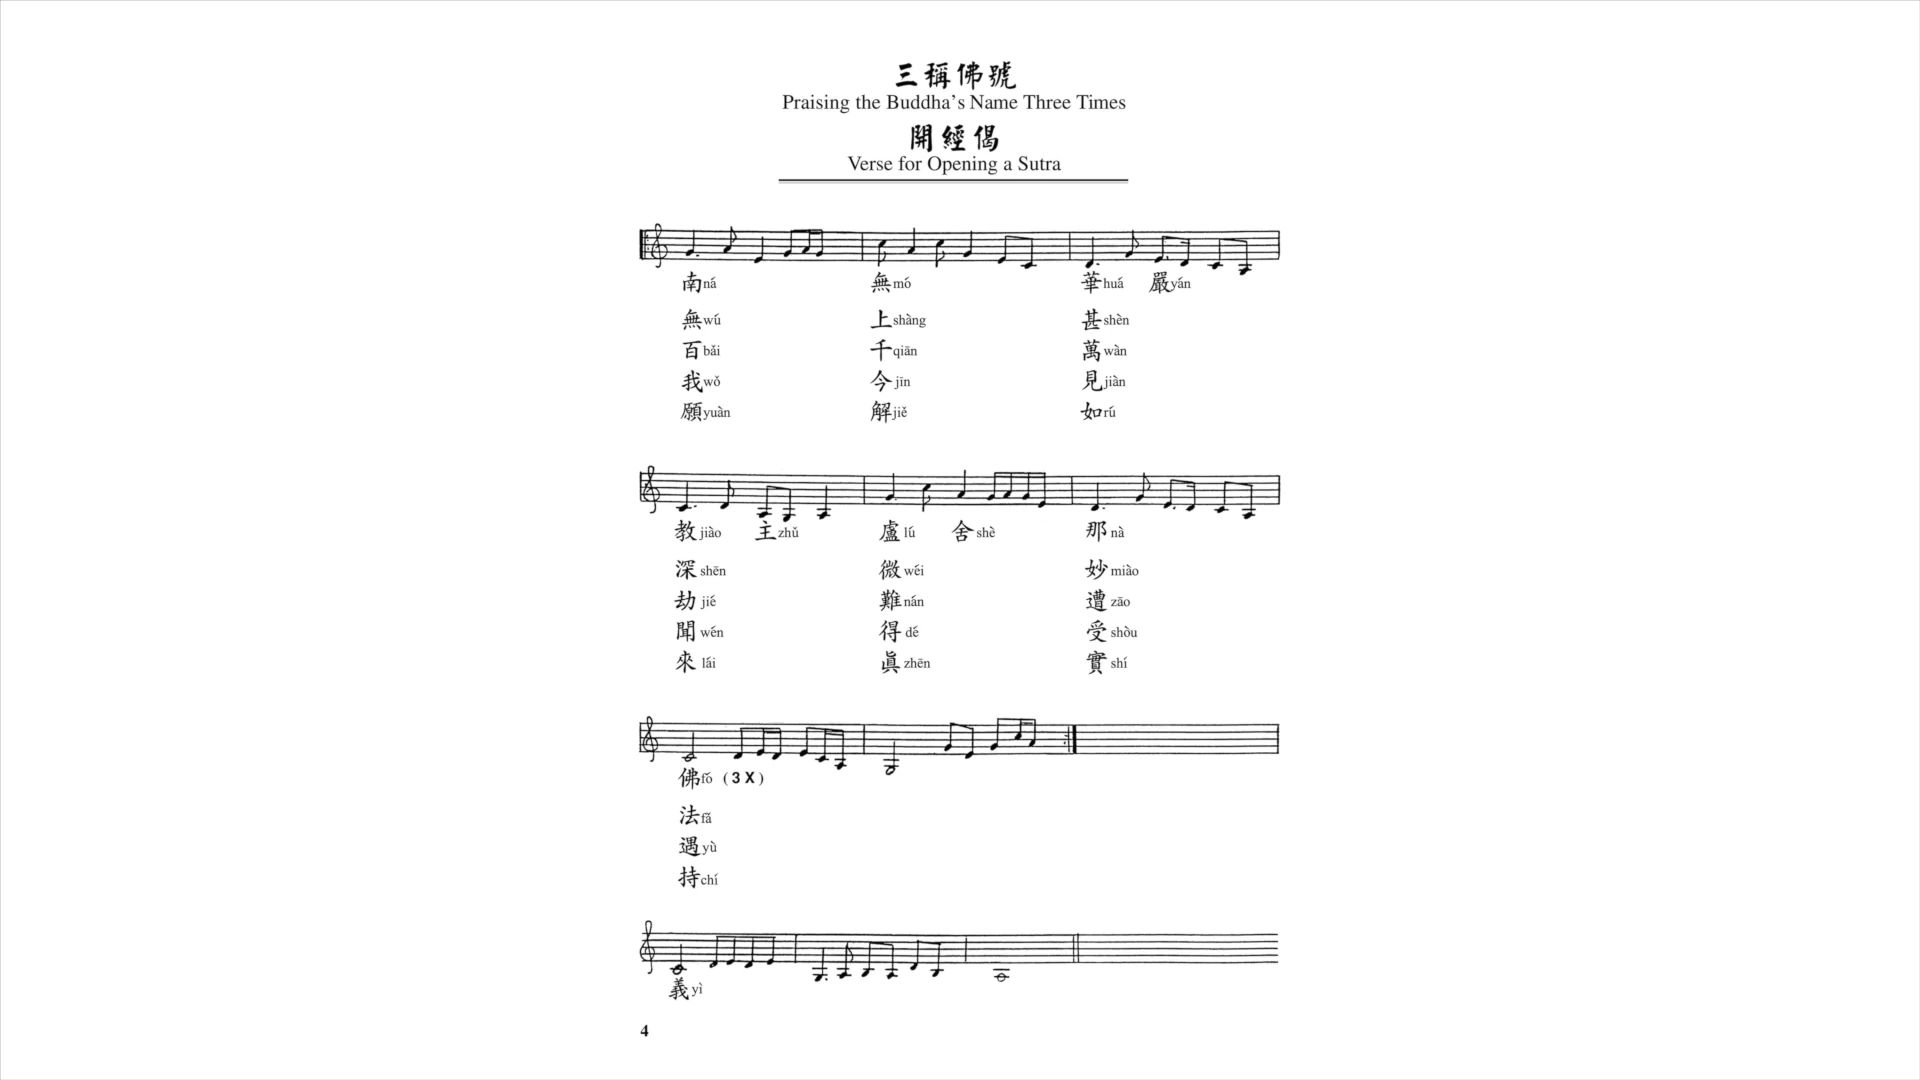 三稱佛號
Praising the Buddha's Name Three Times
開經偈
Verse for Opening a Sutra
南ná 無mó 華huá 嚴yán
無wú 上shàng 甚shèn
百bǎi 千qiān 萬wàn
我wǒ 今jīn 見jiàn
願yuàn 解jiě 如rú
教jiào 主zhǔ 盧lú 舍shè 那nà
深shēn 微wéi 妙miào
劫jié 難nán 遭zāo
聞wén 得dé 受shòu
來lái 眞zhēn 實shí
佛fŏ (3 X)
法fǎ
遇yù
持chí
義yì
4